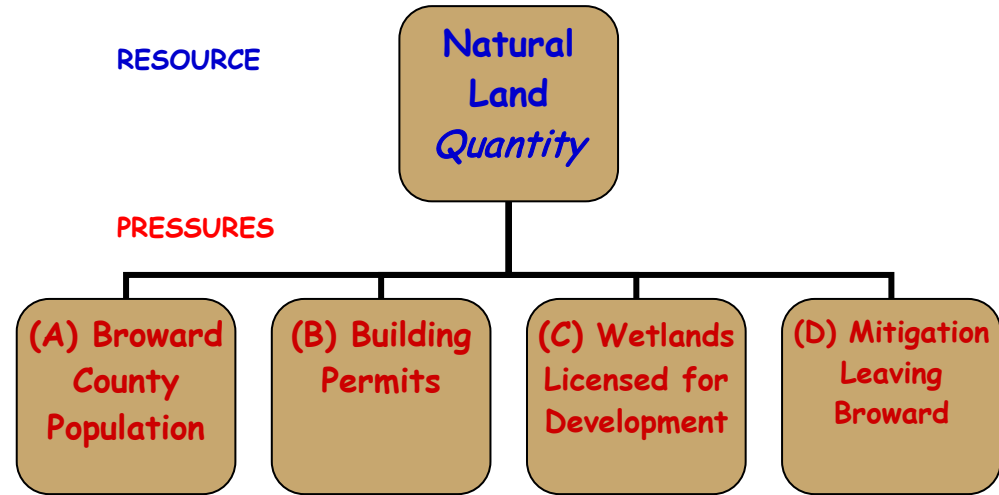 RESOURCE
Natural
Land
Quantity
PRESSURES
(A) Broward
County
Population
(B) Building
Permits
(C) Wetlands
Licensed for
Development
(D) Mitigation
Leaving
Broward